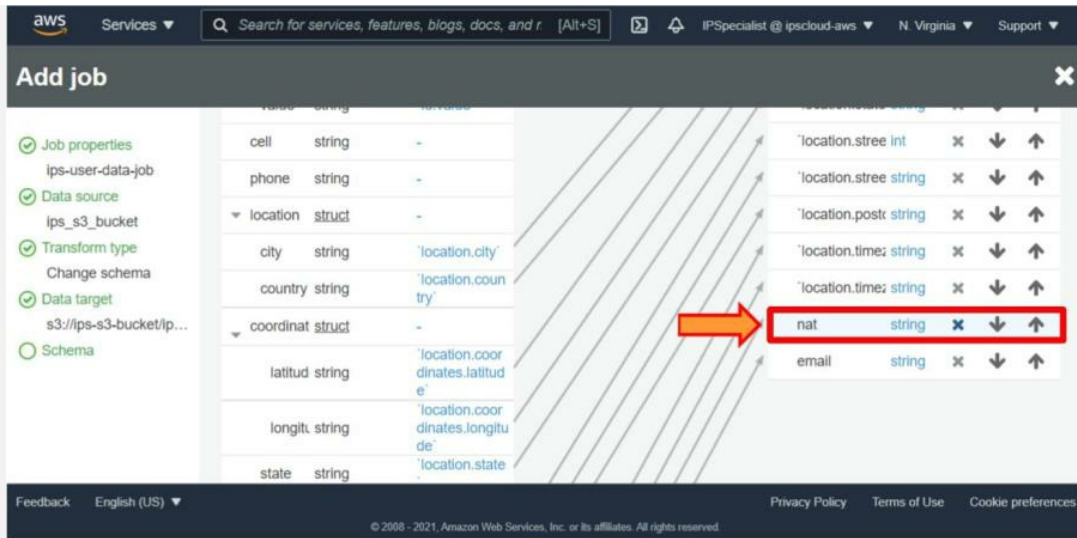 aws Services ▼ Search for services, features, blogs, docs, and r. [Alt+S] IPSpecialist @ ipscloud-aws ▼ N. Virginia ▼ Support ▼
Add job
Job properties
ips-user-data-job
Data source
ips_s3_bucket
Transform type
Change schema
Data target
s3://ips-s3-bucket/ip...
Schema
cell string -
phone string -
location struct -
city string `location.city`
country string `location.coun
try`
coordinat struct -
latitud string `location.coor
dinates.latitud
e`
longitu string `location.coor
dinates.longitu
de`
state string `location.state
`location.stree int
`location.stree string
`location.postc string
`location.timez string
`location.timez string
nat string
email string
Feedback English (US) ▼ Privacy Policy Terms of Use Cookie preferences
© 2008 - 2021, Amazon Web Services, Inc. or its affiliates. All rights reserved.